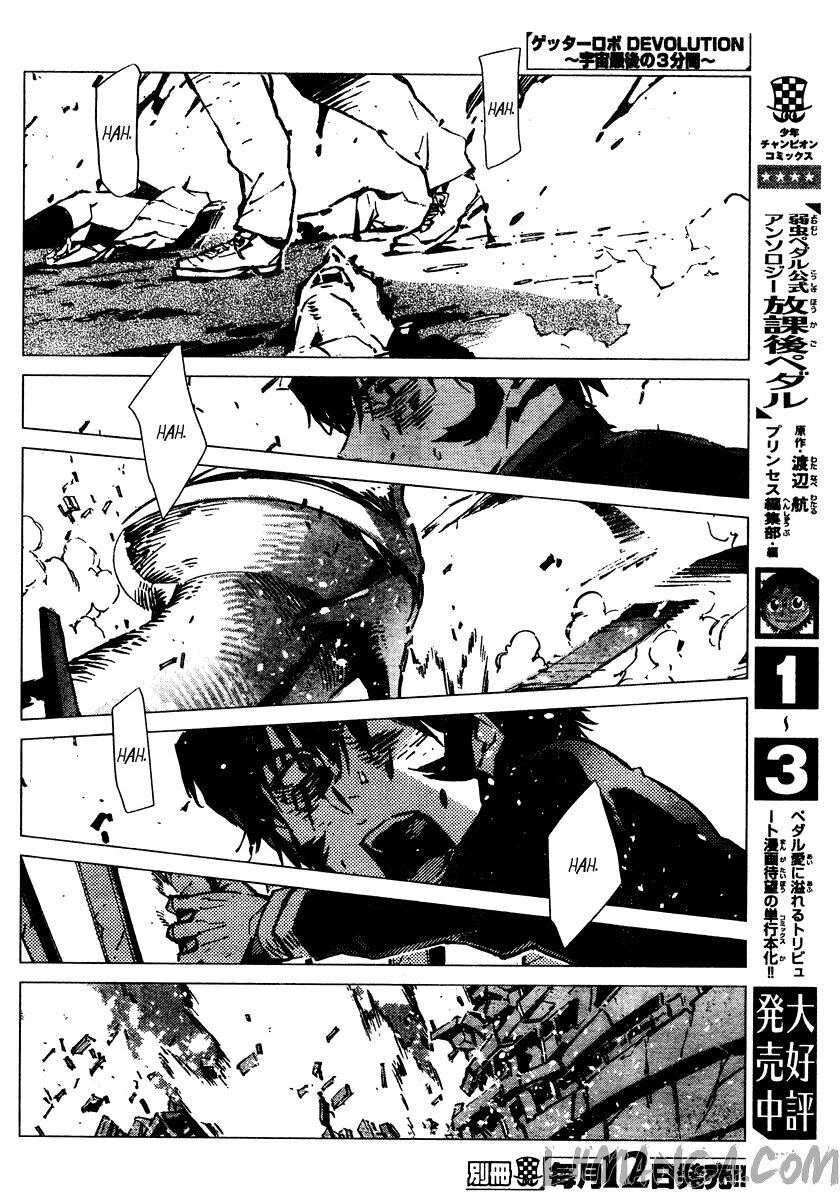 ゲッターロボ DEVOLUTION
～宇宙最後の3分間～
HAH.
HAH.
HAH.
HAH.
HAH.
少年
チャンピオン
コミックス
★★★★
弱虫ペダル公式
アンソロジー
放課後ペダル
原作・渡辺航
プリンセス編集部・編
1
～
3
ペダル愛に溢れるトリビュ
ート漫画待望の単行本化!!
大好評
発売中
別冊
毎月12日発売!!